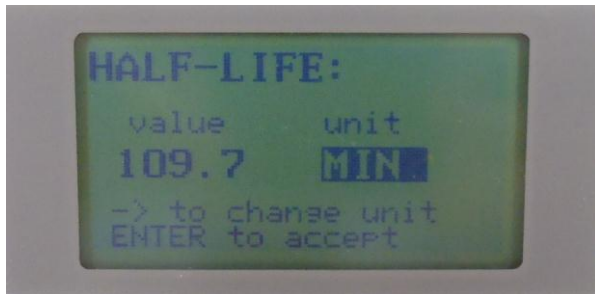 HALF-LIFE:
value unit
109.7 MIN.
-> to change unit
ENTER to accept